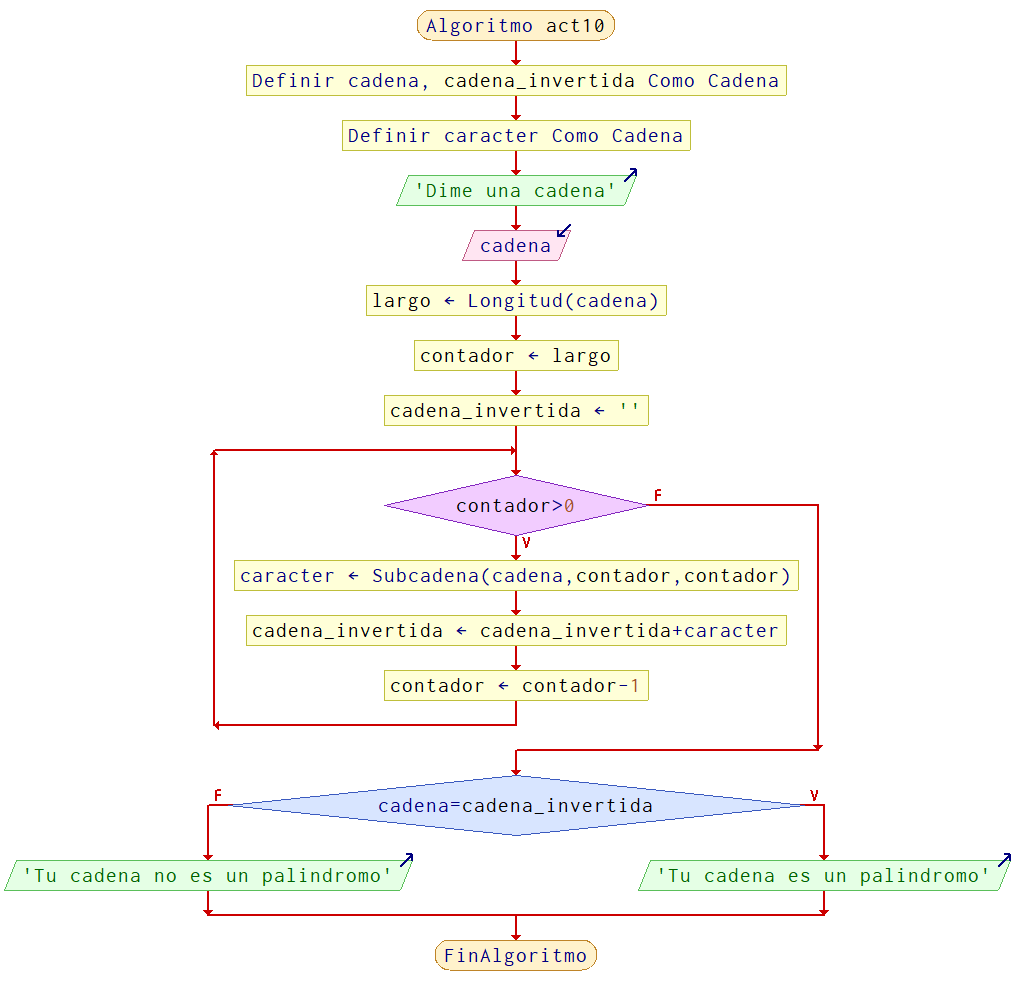 Algoritmo act10
Definir cadena, cadena_invertida Como Cadena
Definir caracter Como Cadena
'Dime una cadena'
cadena
largo ← Longitud(cadena)
contador ← largo
cadena_invertida ← ''
contador>0
F
V
caracter ← Subcadena(cadena,contador,contador)
cadena_invertida ← cadena_invertida+caracter
contador ← contador-1
F
cadena=cadena_invertida
V
'Tu cadena no es un palindromo'
'Tu cadena es un palindromo'
FinAlgoritmo